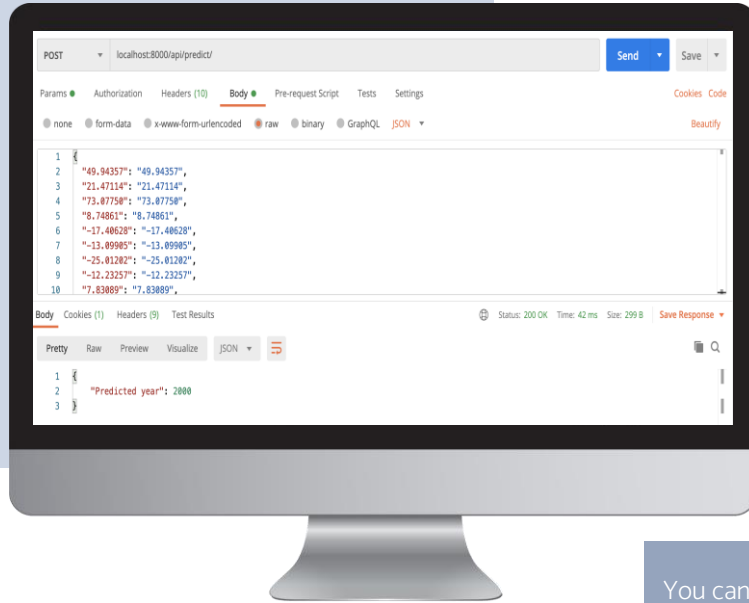 POST localhost:8000/api/predict/ Send Save
Params Authorization Headers (10) Body Pre-request Script Tests Settings Cookies Code
none form-data x-www-form-urlencoded raw binary GraphQL JSON Beautify
1 {
2 "49.94357": "49.94357",
3 "21.47114": "21.47114",
4 "73.07750": "73.07750",
5 "8.74861": "8.74861",
6 "-17.40628": "-17.40628",
7 "-13.09905": "-13.09905",
8 "-25.01202": "-25.01202",
9 "-12.23257": "-12.23257",
10 "7.83089": "7.83089",
Body Cookies (1) Headers (9) Test Results Status: 200 OK Time: 42 ms Size: 299 B Save Response
Pretty Raw Preview Visualize JSON
1 {
2 "Predicted year": 2000
3 }
You can